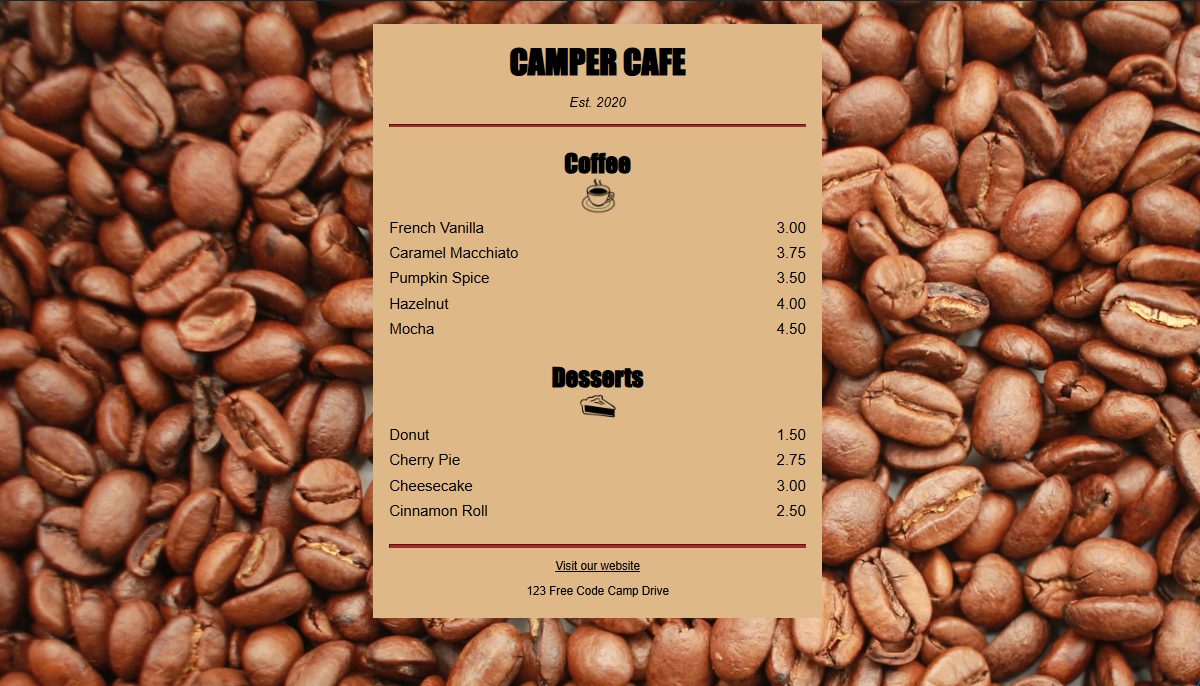 CAMPER CAFE
Est. 2020
Coffee
French Vanilla 3.00
Caramel Macchiato 3.75
Pumpkin Spice 3.50
Hazelnut 4.00
Mocha 4.50
Desserts
Donut 1.50
Cherry Pie 2.75
Cheesecake 3.00
Cinnamon Roll 2.50
Visit our website
123 Free Code Camp Drive